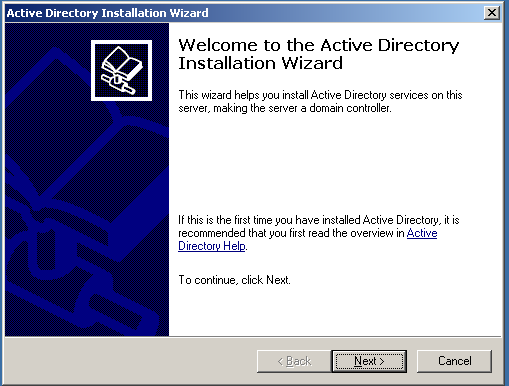 Active Directory Installation Wizard
Welcome to the Active Directory
Installation Wizard
This wizard helps you install Active Directory services on this
server, making the server a domain controller.
If this is the first time you have installed Active Directory, it is
recommended that you first read the overview in Active
Directory Help.
To continue, click Next.
< Back Next > Cancel